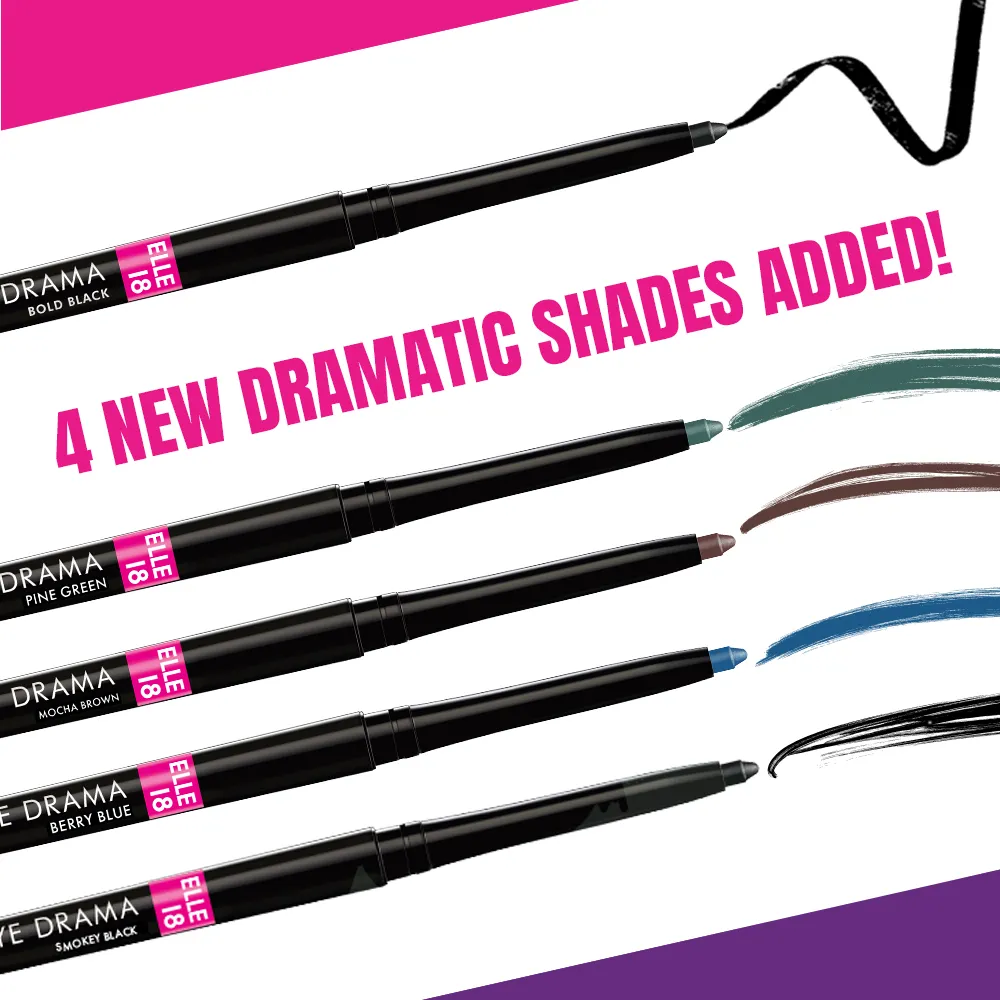 DRAMA
BOLD BLACK
ELLE
18
4 NEW DRAMATIC SHADES ADDED!
DRAMA
PINE GREEN
ELLE
18
DRAMA
MOCHA BROWN
ELLE
18
E DRAMA
BERRY BLUE
ELLE
18
YE DRAMA
SMOKEY BLACK
ELLE
18